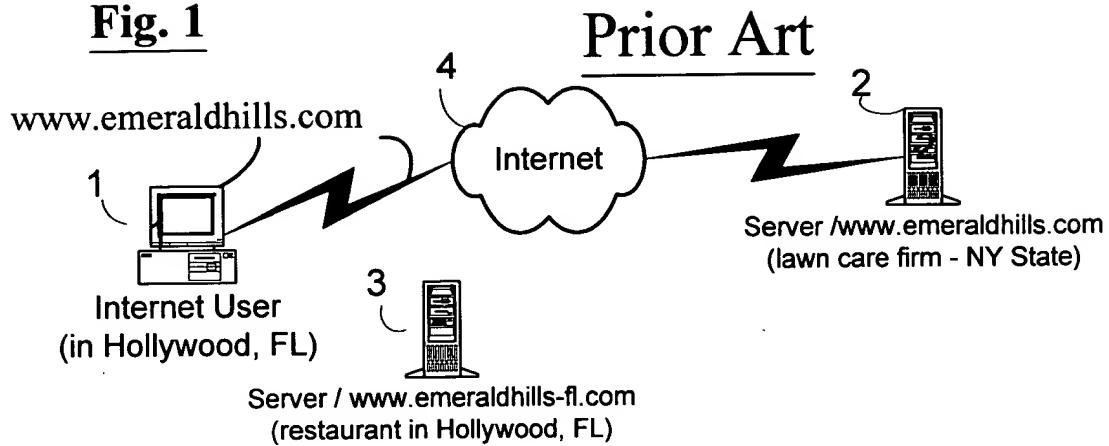 Fig. 1
Prior Art
4
2
www.emeraldhills.com
Internet
1
Server /www.emeraldhills.com
(lawn care firm - NY State)
3
Internet User
(in Hollywood, FL)
Server / www.emeraldhills-fl.com
(restaurant in Hollywood, FL)